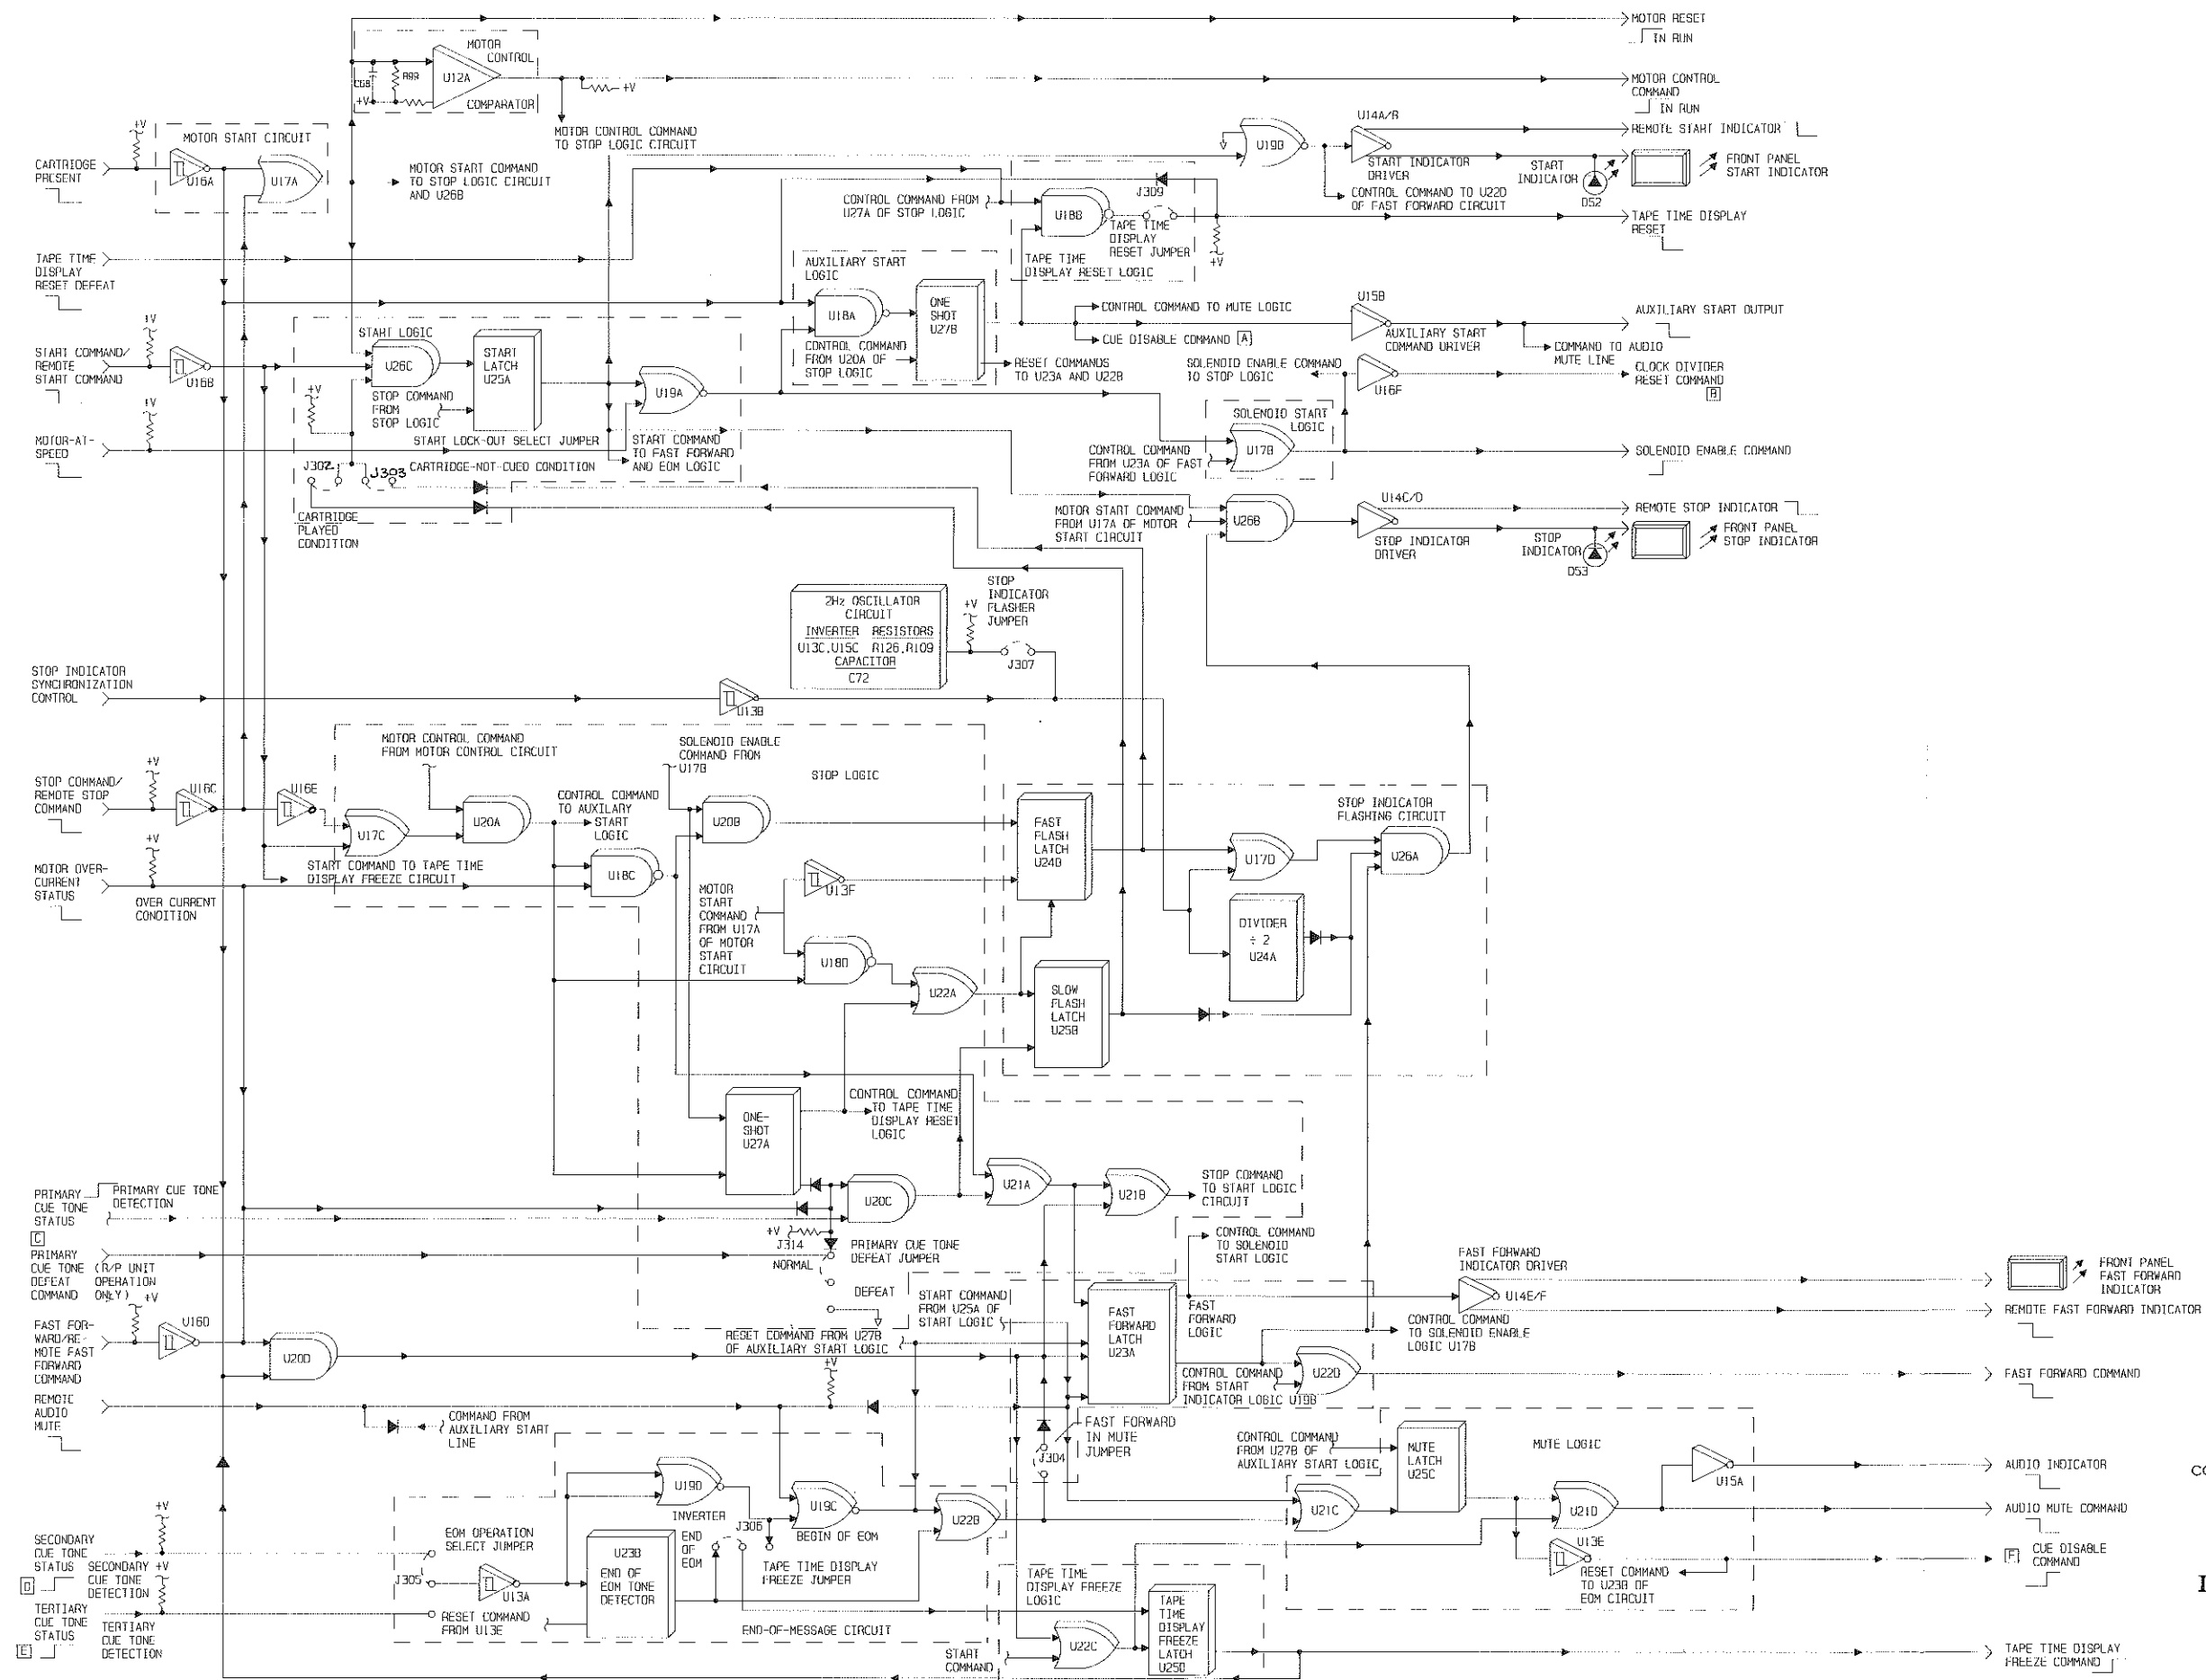 MOTOR RESET
IN RUN
MOTOR
CONTROL
U12A
C68
R99
+V
COMPARATOR
+V
MOTOR CONTROL
COMMAND
IN RUN
MOTOR CONTROL COMMAND
TO STOP LOGIC CIRCUIT
+V
MOTOR START CIRCUIT
CARTRIDGE
PRESENT
U16A
U17A
MOTOR START COMMAND
TO STOP LOGIC CIRCUIT
AND U26B
U19B
U14A/B
REMOTE START INDICATOR
START INDICATOR
DRIVER
START
INDICATOR
D52
FRONT PANEL
START INDICATOR
CONTROL COMMAND TO U22D
OF FAST FORWARD CIRCUIT
CONTROL COMMAND FROM
U27A OF STOP LOGIC
U18B
J309
TAPE TIME
DISPLAY
RESET JUMPER
+V
TAPE TIME
DISPLAY RESET LOGIC
TAPE TIME DISPLAY
RESET
TAPE TIME
DISPLAY
RESET DEFEAT
AUXILIARY START
LOGIC
U18A
ONE
SHOT
U27B
CONTROL COMMAND
FROM U20A OF
STOP LOGIC
CONTROL COMMAND TO MUTE LOGIC
CUE DISABLE COMMAND A
RESET COMMANDS
TO U23A AND U22B
U15B
AUXILIARY START
COMMAND DRIVER
AUXILIARY START OUTPUT
COMMAND TO AUDIO
MUTE LINE
+V
START COMMAND/
REMOTE
START COMMAND
U16B
START LOGIC
U26C
START
LATCH
U25A
+V
STOP COMMAND
FROM
STOP LOGIC
U19A
START LOCK-OUT SELECT JUMPER
START COMMAND
TO FAST FORWARD
AND EOM LOGIC
SOLENOID ENABLE COMMAND
TO STOP LOGIC
U16F
CLOCK DIVIDER
RESET COMMAND
B
SOLENOID START
LOGIC
CONTROL COMMAND
FROM U23A OF FAST
FORWARD LOGIC
U17B
SOLENOID ENABLE COMMAND
+V
MOTOR-AT-
SPEED
J302
J303
CARTRIDGE-NOT-CUED CONDITION
CARTRIDGE
PLAYED
CONDITION
MOTOR START COMMAND
FROM U17A OF MOTOR
START CIRCUIT
U26B
U14C/D
STOP INDICATOR
DRIVER
REMOTE STOP INDICATOR
STOP
INDICATOR
D53
FRONT PANEL
STOP INDICATOR
2Hz OSCILLATOR
CIRCUIT
INVERTER RESISTORS
U13C,U15C R126,R109
CAPACITOR
C72
STOP
INDICATOR
FLASHER
JUMPER
+V
J307
STOP INDICATOR
SYNCHRONIZATION
CONTROL
U13B
MOTOR CONTROL COMMAND
FROM MOTOR CONTROL CIRCUIT
SOLENOID ENABLE
COMMAND FROM
U17B
STOP LOGIC
+V
STOP COMMAND/
REMOTE STOP
COMMAND
U16C
U16E
U17C
U20A
CONTROL COMMAND
TO AUXILARY
START
LOGIC
U20B
FAST
FLASH
LATCH
U24B
STOP INDICATOR
FLASHING CIRCUIT
U17D
U26A
+V
START COMMAND TO TAPE TIME
DISPLAY FREEZE CIRCUIT
U18C
MOTOR OVER-
CURRENT
STATUS
OVER CURRENT
CONDITION
MOTOR
START
COMMAND
FROM U17A
OF MOTOR
START
CIRCUIT
U13F
U18D
U22A
DIVIDER
÷ 2
U24A
SLOW
FLASH
LATCH
U25B
ONE-
SHOT
U27A
CONTROL COMMAND
TO TAPE TIME
DISPLAY RESET
LOGIC
PRIMARY
CUE TONE
STATUS
C
PRIMARY CUE TONE
DETECTION
U20C
U21A
U21B
STOP COMMAND
TO START LOGIC
CIRCUIT
+V
J314
NORMAL
PRIMARY CUE TONE
DEFEAT JUMPER
DEFEAT
PRIMARY
CUE TONE (R/P UNIT
DEFEAT OPERATION
COMMAND ONLY)
+V
CONTROL COMMAND
TO SOLENOID
START LOGIC
FAST FORWARD
INDICATOR DRIVER
U14E/F
FRONT PANEL
FAST FORWARD
INDICATOR
REMOTE FAST FORWARD INDICATOR
START COMMAND
FROM U25A OF
START LOGIC
FAST
FORWARD
LATCH
U23A
FAST
FORWARD
LOGIC
CONTROL COMMAND
TO SOLENOID ENABLE
LOGIC U17B
FAST FOR-
WARD/RE-
MOTE FAST
FORWARD
COMMAND
U16D
U20D
RESET COMMAND FROM U27B
OF AUXILIARY START LOGIC
+V
CONTROL COMMAND
FROM START
INDICATOR LOGIC U19B
U22D
FAST FORWARD COMMAND
REMOTE
AUDIO
MUTE
COMMAND FROM
AUXILIARY START
LINE
FAST FORWARD
IN MUTE
JUMPER
J304
CONTROL COMMAND
FROM U27B OF
AUXILIARY START LOGIC
MUTE
LATCH
U25C
MUTE LOGIC
U15A
AUDIO INDICATOR
U19D
INVERTER
U19C
BEGIN OF EOM
U22B
U21C
U21D
AUDIO MUTE COMMAND
U13E
F CUE DISABLE
COMMAND
RESET COMMAND
TO U23B OF
EOM CIRCUIT
+V
SECONDARY
CUE TONE
STATUS
D
SECONDARY +V
CUE TONE
DETECTION
EOM OPERATION
SELECT JUMPER
J305
U13A
U23B
END OF
EOM TONE
DETECTOR
END
OF
EOM
J306
TAPE TIME DISPLAY
FREEZE JUMPER
RESET COMMAND
FROM U13E
END-OF-MESSAGE CIRCUIT
TERTIARY
CUE TONE
STATUS
E
TERTIARY
CUE TONE
DETECTION
TAPE TIME
DISPLAY FREEZE
LOGIC
U22C
START
COMMAND
TAPE
TIME
DISPLAY
FREEZE
LATCH
U25D
TAPE TIME DISPLAY
FREEZE COMMAND